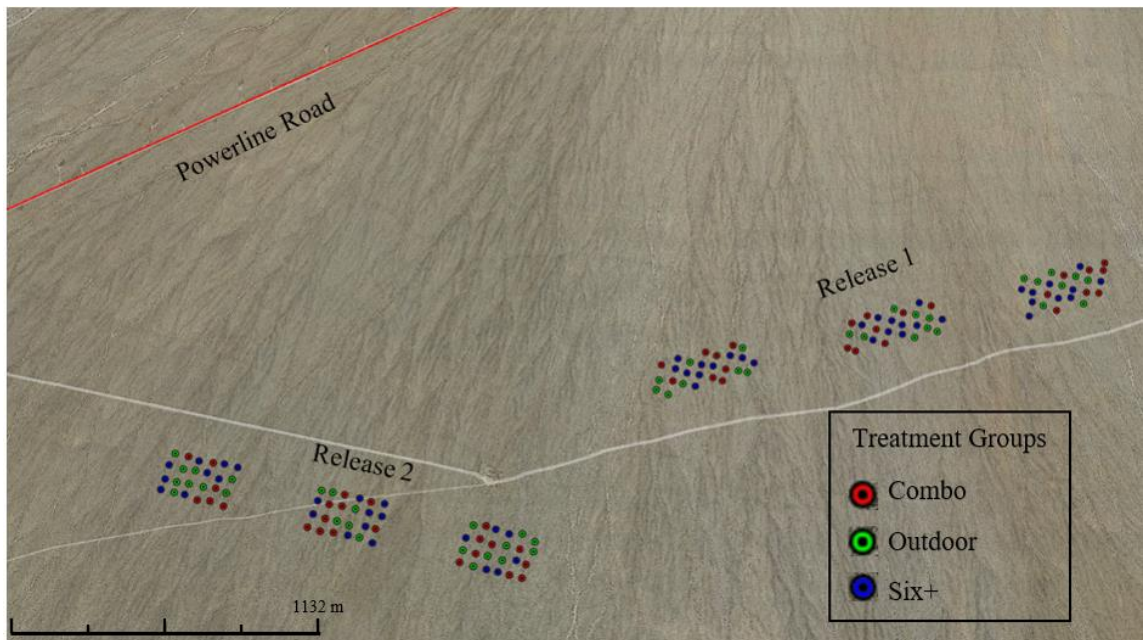 Powerline Road
Release 1
Release 2
Treatment Groups
Combo
Outdoor
Six+
1132 m